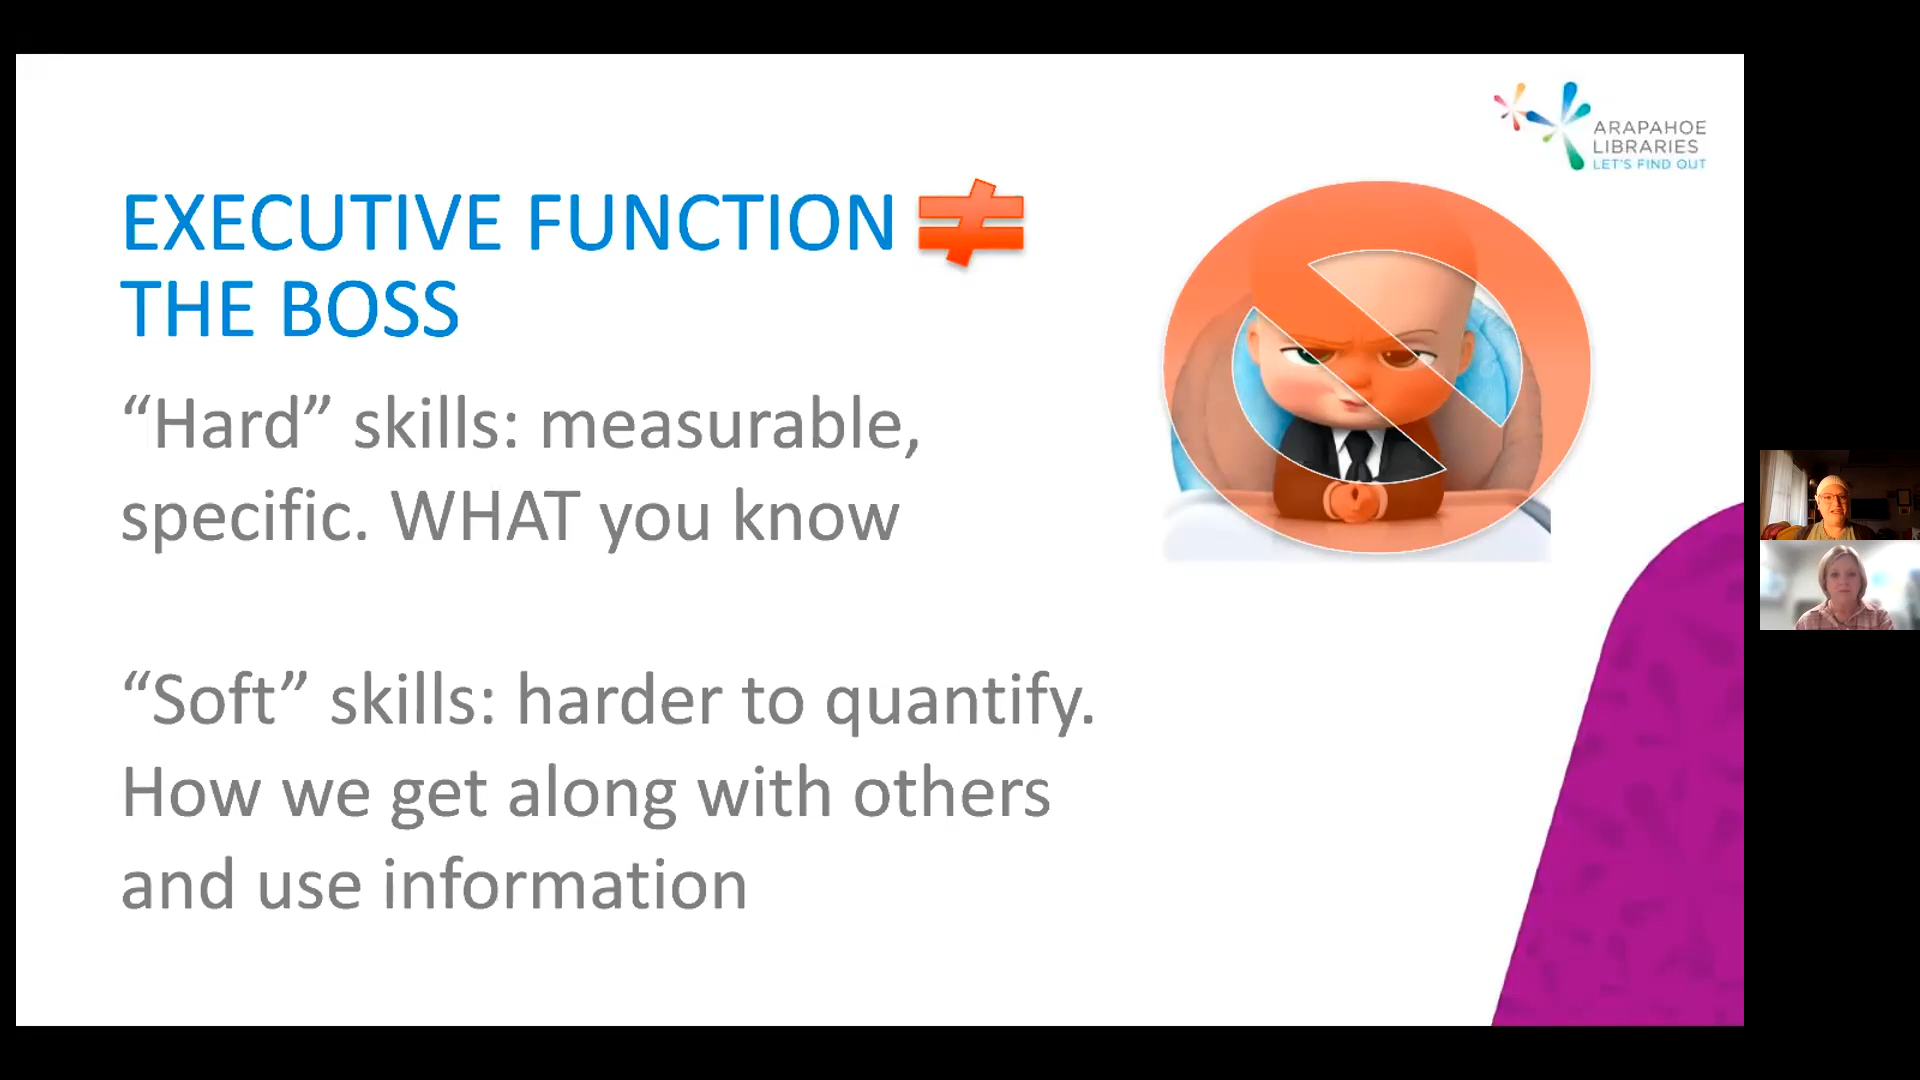 ARAPAHOE
LIBRARIES
LET'S FIND OUT
EXECUTIVE FUNCTION ≠
THE BOSS
“Hard” skills: measurable,
specific. WHAT you know
“Soft” skills: harder to quantify.
How we get along with others
and use information